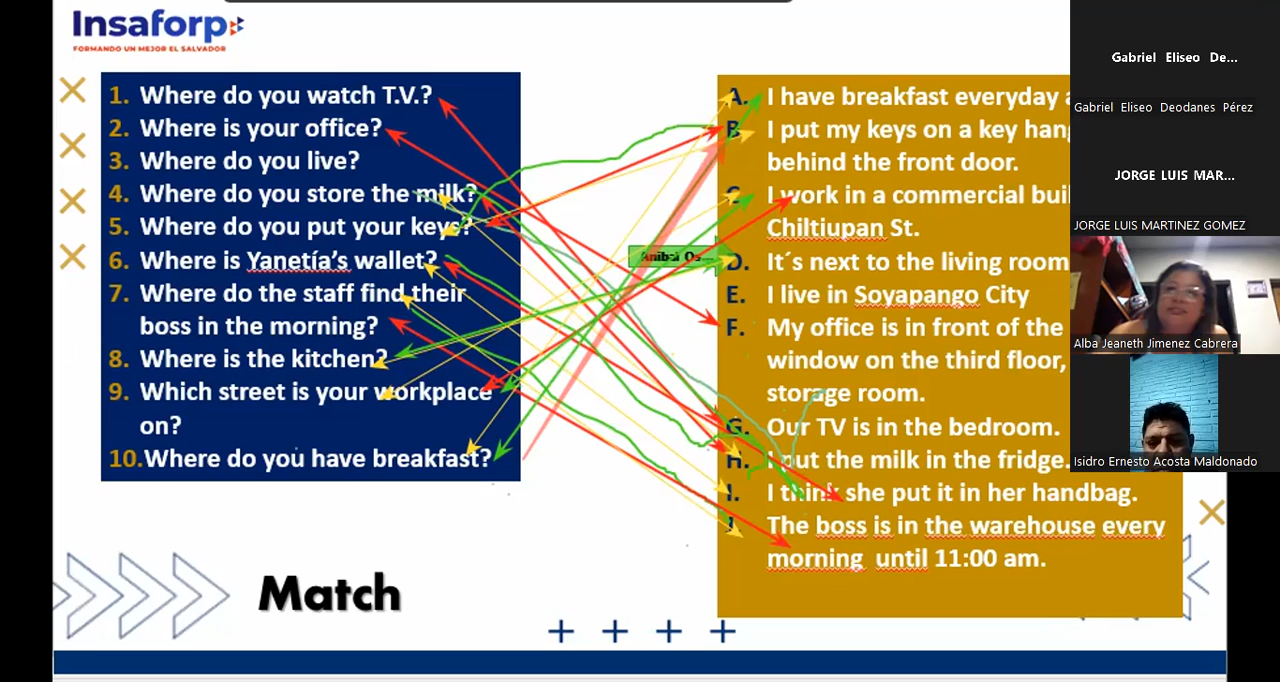 Insaforp
FORMANDO UN MEJOR EL SALVADOR
1. Where do you watch T.V.?
2. Where is your office?
3. Where do you live?
4. Where do you store the milk?
5. Where do you put your keys?
6. Where is Yanetía's wallet?
7. Where do the staff find their
boss in the morning?
8. Where is the kitchen?
9. Which street is your workplace
on?
10.Where do you have breakfast?
Match
Anibal Os...
A. I have breakfast everyday
B. I put my keys on a key
behind the front door.
C. I work in a commercial
Chiltiupan St.
D. It´s next to the living room
E. I live in Soyapango City
F. My office is in front of the
window on the third floor,
storage room.
G. Our TV is in the bedroom.
H. I put the milk in the fridge.
I. I think she put it in her handbag.
J. The boss is in the warehouse every
morning until 11:00 am.
Gabriel Eliseo De...
Gabriel Eliseo Deodanes Pérez
JORGE LUIS MAR...
JORGE LUIS MARTINEZ GOMEZ
Alba Jeaneth Jimenez Cabrera
Isidro Ernesto Acosta Maldonado